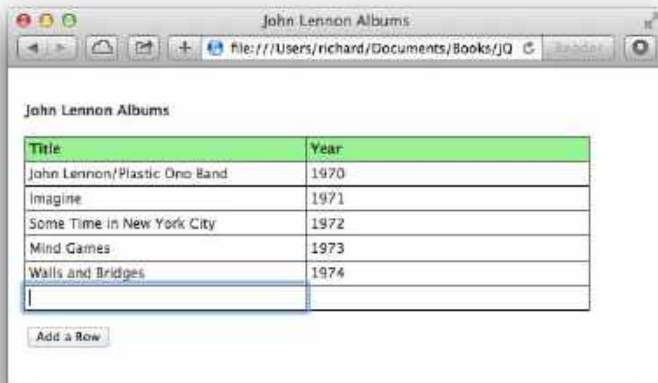 John Lennon Albums
+ file:///Users/richard/Documents/Books/JQ C Reader
John Lennon Albums
Title Year
John Lennon/Plastic Ono Band 1970
Imagine 1971
Some Time in New York City 1972
Mind Games 1973
Walls and Bridges 1974
Add a Row